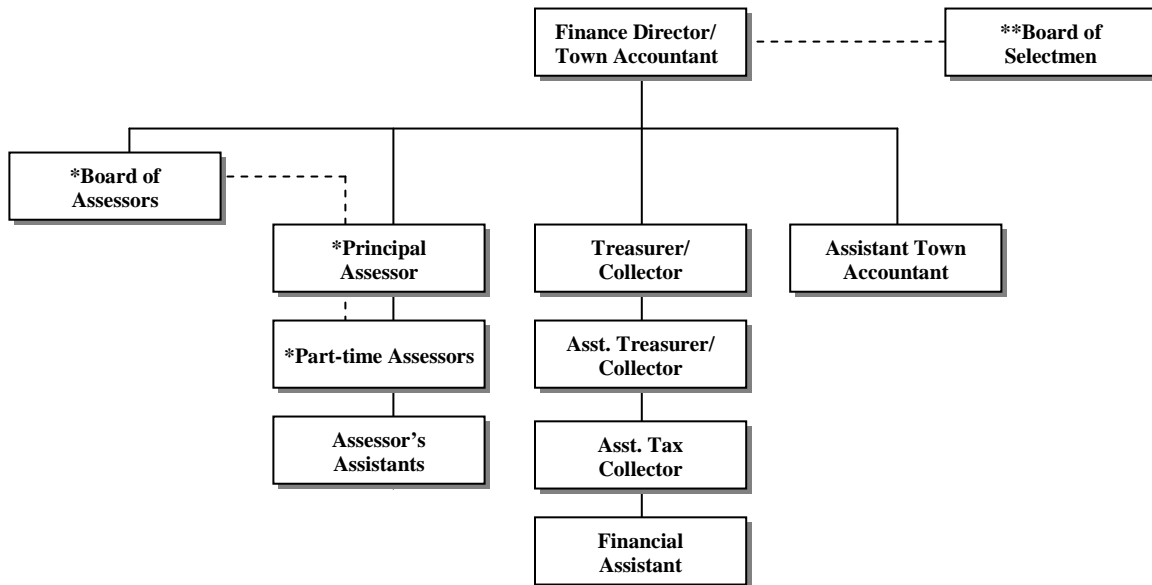 Finance Director/
Town Accountant
**Board of
Selectmen
*Board of
Assessors
*Principal
Assessor
Treasurer/
Collector
Assistant Town
Accountant
*Part-time Assessors
Asst. Treasurer/
Collector
Assessor’s
Assistants
Asst. Tax
Collector
Financial
Assistant